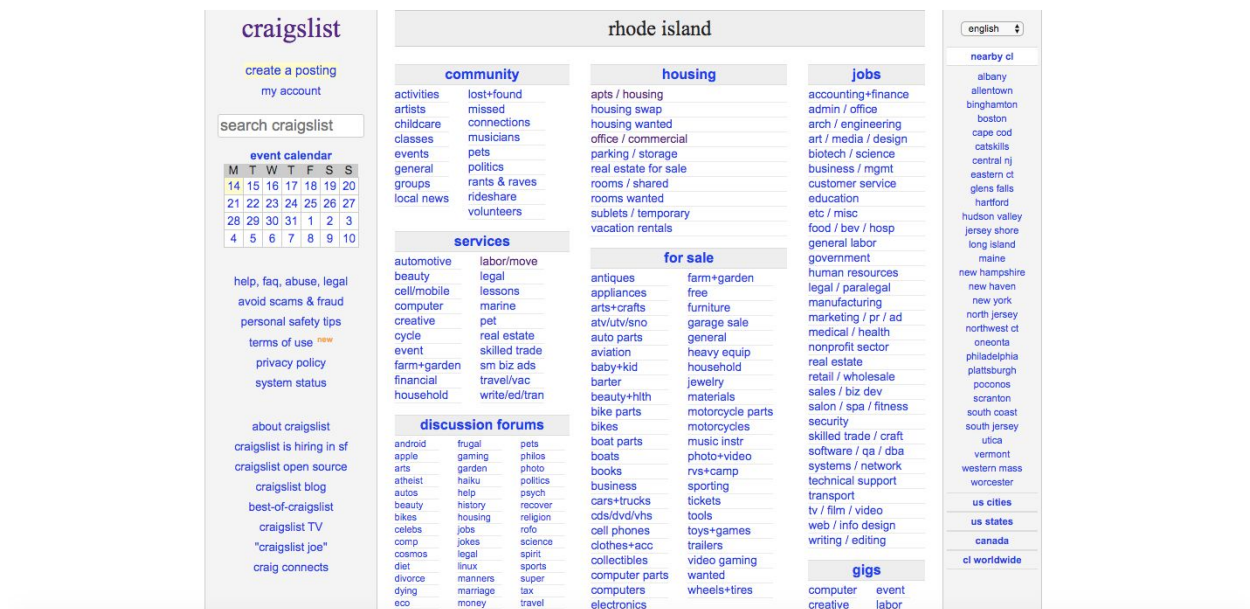 craigslist
create a posting
my account
search craigslist
event calendar
M T W T F S S
14 15 16 17 18 19 20
21 22 23 24 25 26 27
28 29 30 31 1 2 3
4 5 6 7 8 9 10
help, faq, abuse, legal
avoid scams & fraud
personal safety tips
terms of use new
privacy policy
system status
about craigslist
craigslist is hiring in sf
craigslist open source
craigslist blog
best-of-craigslist
craigslist TV
"craigslist joe"
craig connects
rhode island
community
activities
artists
childcare
classes
events
general
groups
local news
lost+found
missed
connections
musicians
pets
politics
rants & raves
rideshare
volunteers
services
automotive
beauty
cell/mobile
computer
creative
cycle
event
farm+garden
financial
household
labor/move
legal
lessons
marine
pet
real estate
skilled trade
sm biz ads
travel/vac
write/ed/tran
discussion forums
android
apple
arts
atheist
autos
beauty
bikes
celebs
comp
cosmos
diet
divorce
dying
eco
frugal
gaming
garden
haiku
help
history
housing
jobs
jokes
legal
linux
manners
marriage
money
pets
philos
photo
politics
psych
recover
religion
rofo
science
spirit
sports
super
tax
travel
housing
apts / housing
housing swap
housing wanted
office / commercial
parking / storage
real estate for sale
rooms / shared
rooms wanted
sublets / temporary
vacation rentals
for sale
antiques
appliances
arts+crafts
atv/utv/sno
auto parts
aviation
baby+kid
barter
beauty+hlth
bike parts
bikes
boat parts
boats
books
business
cars+trucks
cds/dvd/vhs
cell phones
clothes+acc
collectibles
computer parts
computers
electronics
farm+garden
free
furniture
garage sale
general
heavy equip
household
jewelry
materials
motorcycle parts
motorcycles
music instr
photo+video
rvs+camp
sporting
tickets
tools
toys+games
trailers
video gaming
wanted
wheels+tires
jobs
accounting+finance
admin / office
arch / engineering
art / media / design
biotech / science
business / mgmt
customer service
education
etc / misc
food / bev / hosp
general labor
government
human resources
legal / paralegal
manufacturing
marketing / pr / ad
medical / health
nonprofit sector
real estate
retail / wholesale
sales / biz dev
salon / spa / fitness
security
skilled trade / craft
software / qa / dba
systems / network
technical support
transport
tv / film / video
web / info design
writing / editing
gigs
computer
creative
event
labor
english
nearby cl
albany
allentown
binghamton
boston
cape cod
catskills
central nj
eastern ct
glens falls
hartford
hudson valley
jersey shore
long island
maine
new hampshire
new haven
new york
north jersey
northwest ct
oneonta
philadelphia
plattsburgh
poconos
scranton
south coast
south jersey
utica
vermont
western mass
worcester
us cities
us states
canada
cl worldwide